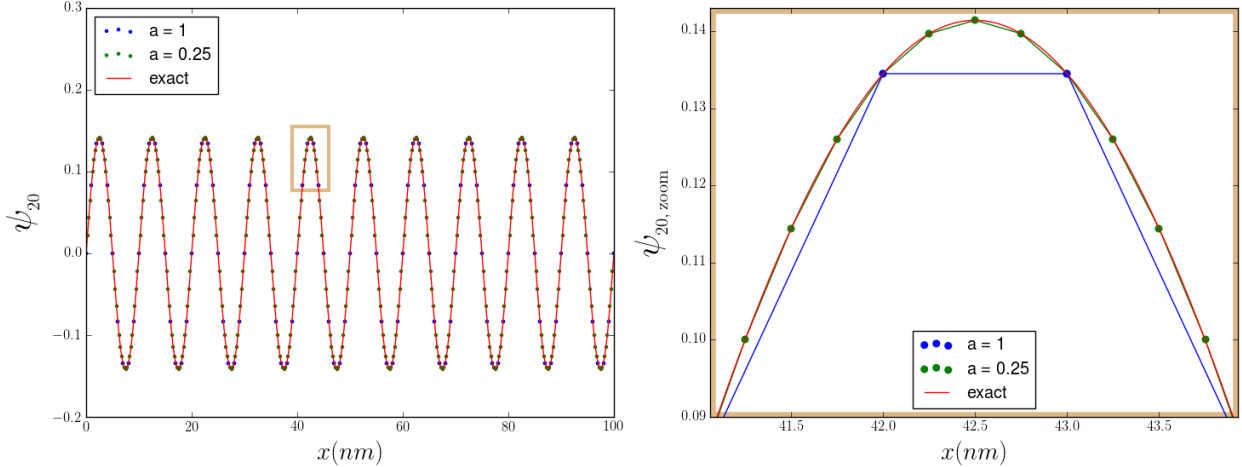 0.3
0.2
0.1
0.0
−0.1
−0.2
ψ20
a = 1
a = 0.25
exact
0 20 40 60 80 100
x(nm)
0.14
0.13
0.12
0.11
0.10
0.09
ψ20, zoom
a = 1
a = 0.25
exact
41.5 42.0 42.5 43.0 43.5
x(nm)